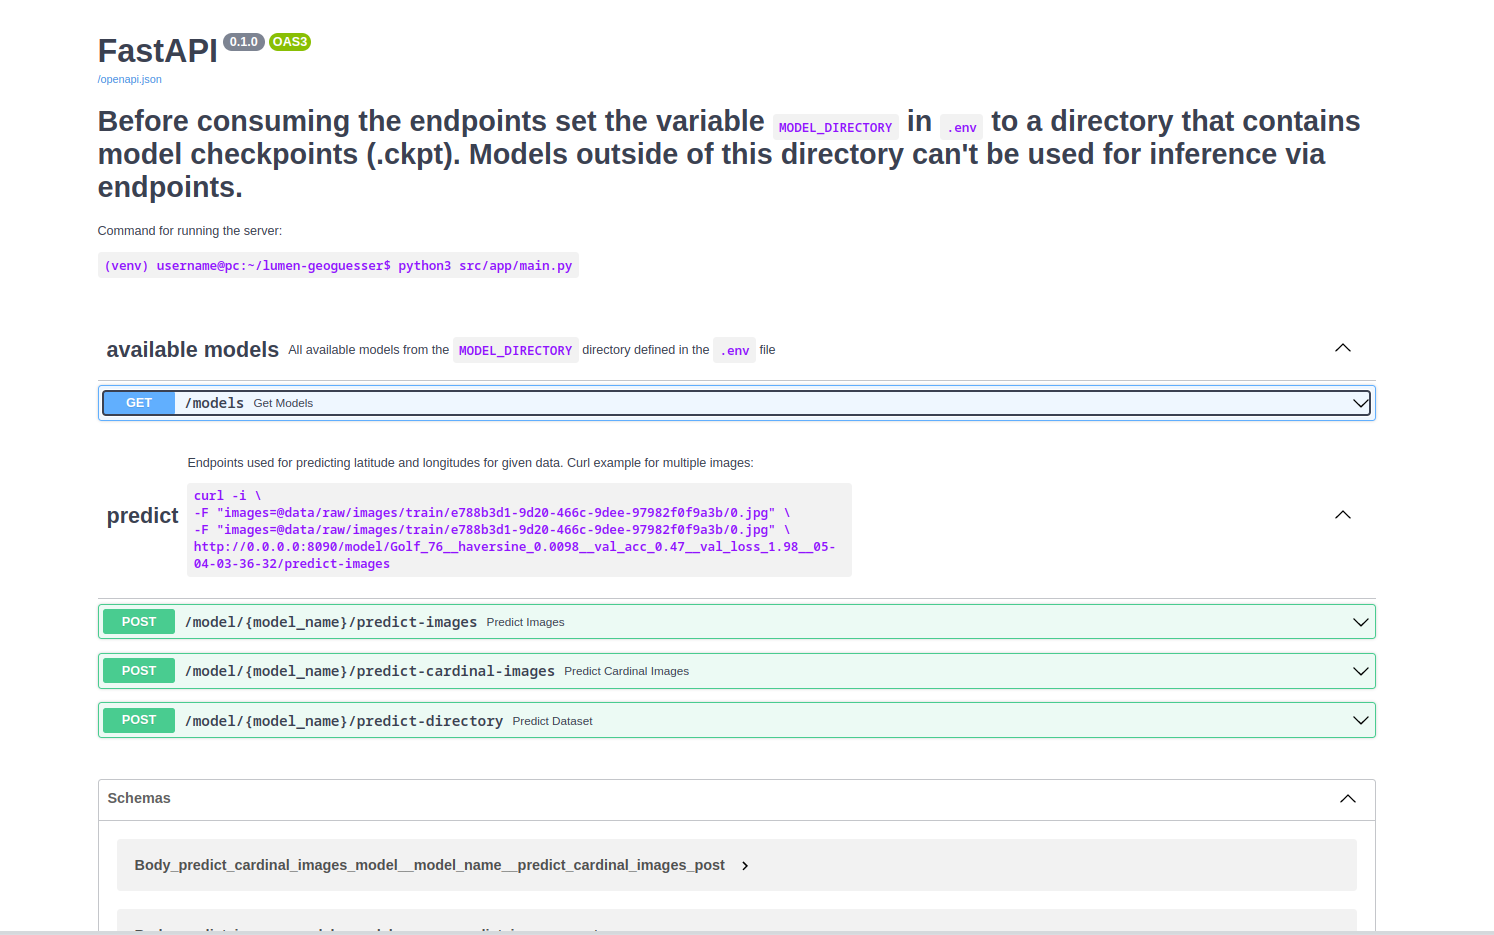 FastAPI 0.1.0 OAS3
/openapi.json
Before consuming the endpoints set the variable MODEL_DIRECTORY in .env to a directory that contains
model checkpoints (.ckpt). Models outside of this directory can't be used for inference via
endpoints.
Command for running the server:
(venv) username@pc:~/lumen-geoguesser$ python3 src/app/main.py
available models All available models from the MODEL_DIRECTORY directory defined in the .env file
GET /models Get Models
Endpoints used for predicting latitude and longitudes for given data. Curl example for multiple images:
predict
curl -i \
-F "images=@data/raw/images/train/e788b3d1-9d20-466c-9dee-97982f0f9a3b/0.jpg" \
-F "images=@data/raw/images/train/e788b3d1-9d20-466c-9dee-97982f0f9a3b/0.jpg" \
http://0.0.0.0:8090/model/Golf_76__haversine_0.0098__val_acc_0.47__val_loss_1.98__05-
04-03-36-32/predict-images
POST /model/{model_name}/predict-images Predict Images
POST /model/{model_name}/predict-cardinal-images Predict Cardinal Images
POST /model/{model_name}/predict-directory Predict Dataset
Schemas
Body_predict_cardinal_images_model__model_name__predict_cardinal_images_post